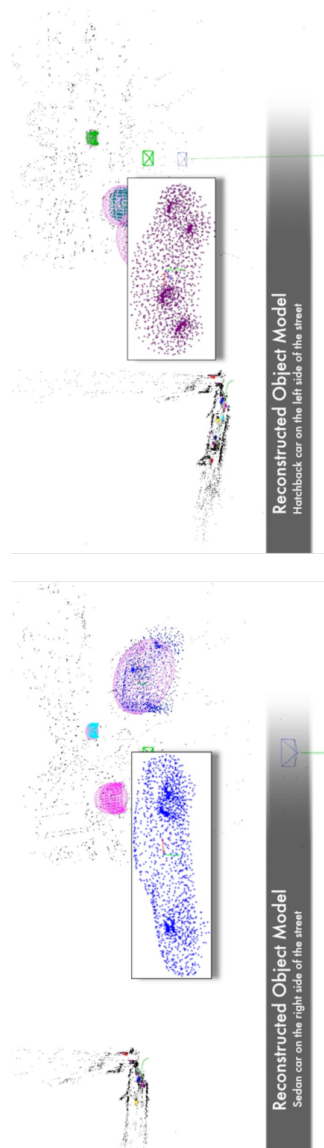 Reconstructed Object Model
Hatchback car on the left side of the street
Reconstructed Object Model
Sedan car on the right side of the street